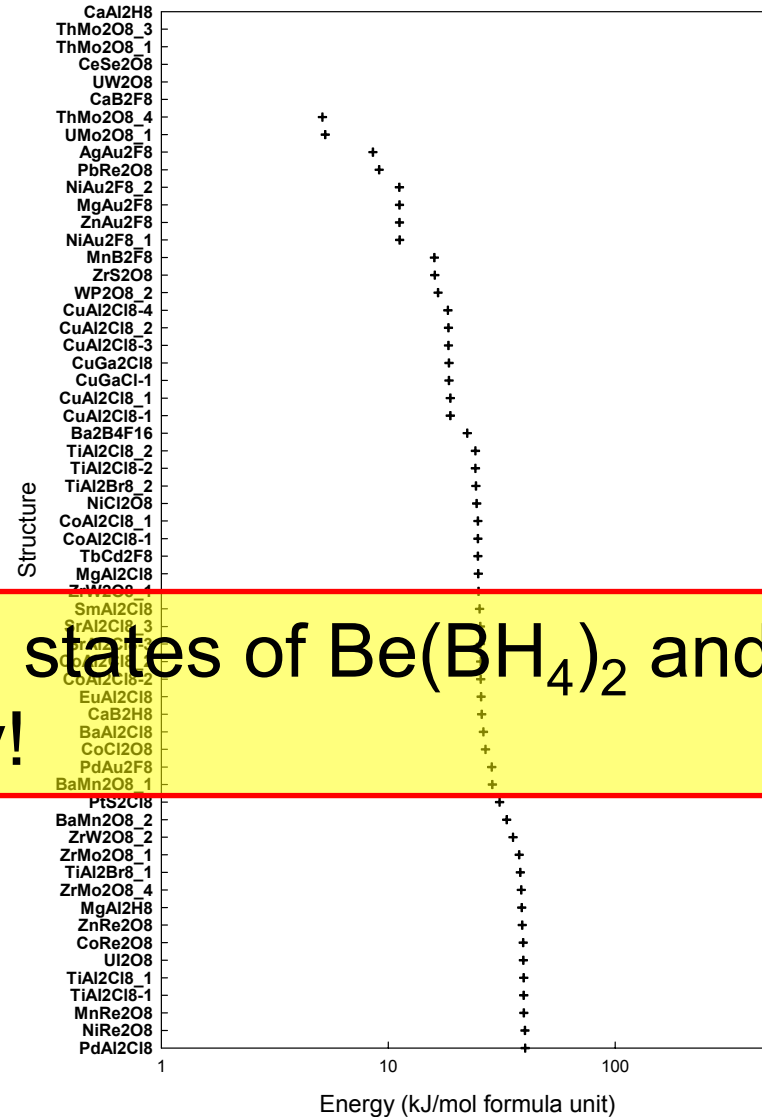 CaAl2H8
ThMo2O8_3
ThMo2O8_1
CeSe2O8
UW2O8
CaB2F8
ThMo2O8_4
UMo2O8_1
AgAu2F8
PbRe2O8
NiAu2F8_2
MgAu2F8
ZnAu2F8
NiAu2F8_1
MnB2F8
ZrS2O8
WP2O8_2
CuAl2Cl8-4
CuAl2Cl8_2
CuAl2Cl8-3
CuGa2Cl8
CuGaCl-1
CuAl2Cl8_1
CuAl2Cl8-1
Ba2B4F16
TiAl2Cl8_2
TiAl2Cl8-2
TiAl2Br8_2
NiCl2O8
CoAl2Cl8_1
CoAl2Cl8-1
TbCd2F8
MgAl2Cl8
ZrW2O8_1
SmAl2Cl8
SrAl2Cl8_3
states of Be(BH4)2 and
CoAl2Cl8-2
EuAl2Cl8
CaB2H8
y!
BaAl2Cl8
CoCl2O8
PdAu2F8
BaMn2O8_1
PtS2Cl8
BaMn2O8_2
ZrW2O8_2
ZrMo2O8_1
TiAl2Br8_1
ZrMo2O8_4
MgAl2H8
ZnRe2O8
CoRe2O8
UI2O8
TiAl2Cl8_1
TiAl2Cl8-1
MnRe2O8
NiRe2O8
PdAl2Cl8
Structure
1 10 100
Energy (kJ/mol formula unit)